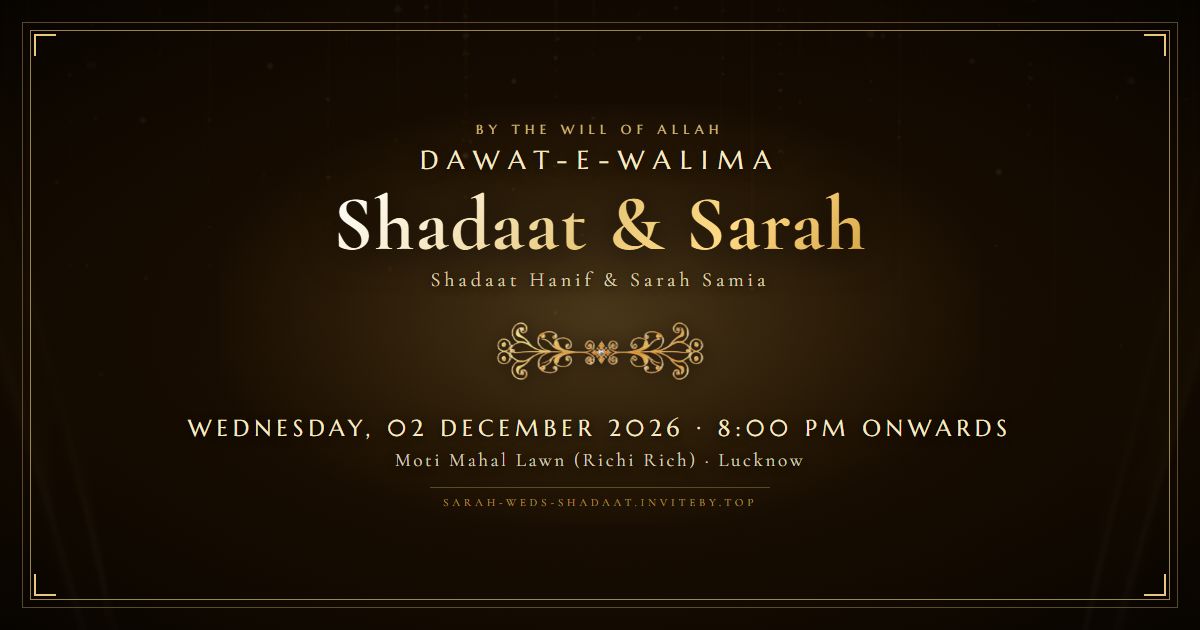 BY THE WILL OF ALLAH
DAWAT-E-WALIMA
Shadaat & Sarah
Shadaat Hanif & Sarah Samia
WEDNESDAY, 02 DECEMBER 2026 · 8:00 PM ONWARDS
Moti Mahal Lawn (Richi Rich) · Lucknow
SARAH-WEDS-SHADAAT.INVITEBY.TOP